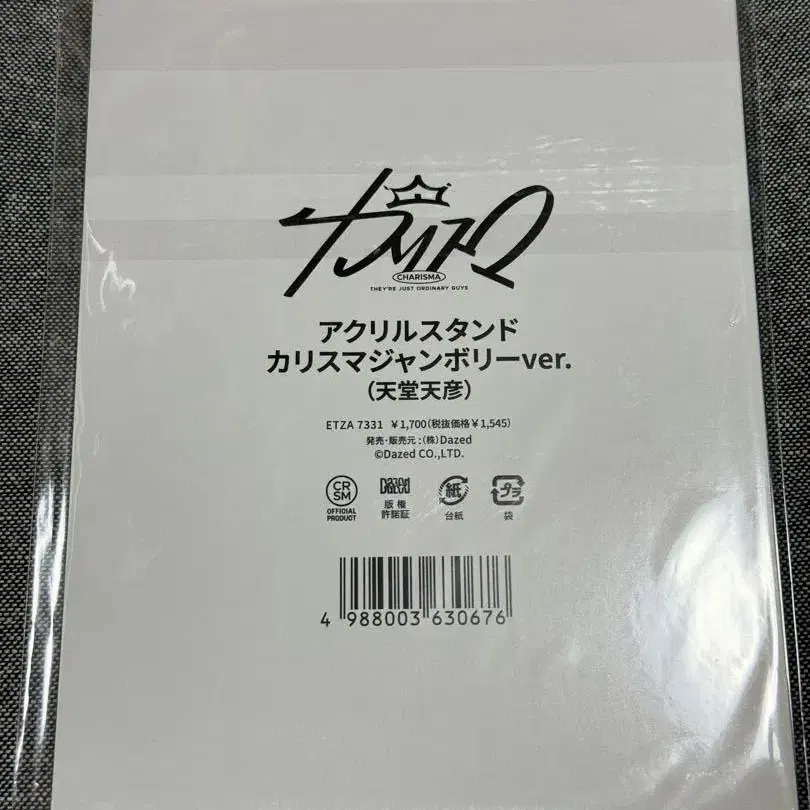 カリスマ
CHARISMA
THEY'RE JUST ORDINARY GUYS
アクリルスタンド
カリスマジャンボリーver.
（天堂天彦）
ETZA 7331 ￥1,700（税抜価格￥1,545）
発売・販売元：（株）Dazed
©Dazed CO.,LTD.
CR
SM
OFFICIAL
PRODUCT
版権
許諾証
紙
台紙
プラ
袋
4 988003 630676